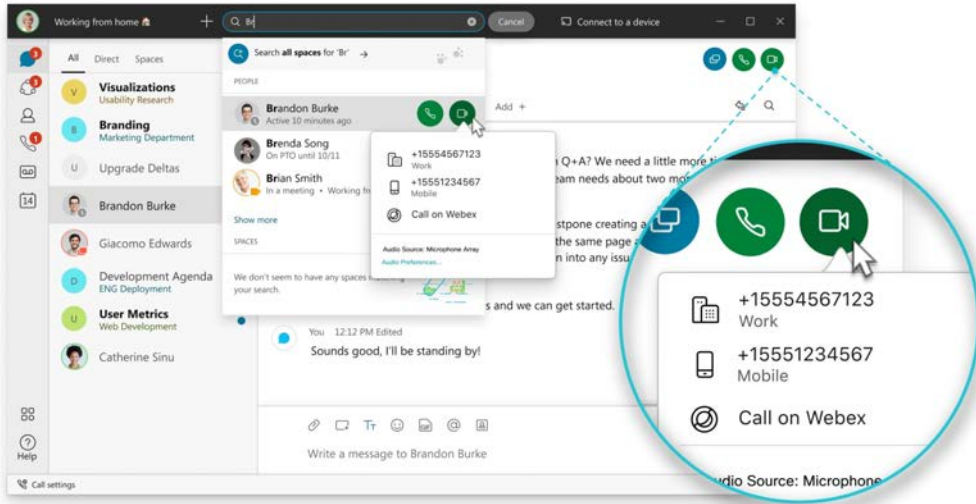 Working from home
Br
Cancel
Connect to a device
3
All
Direct
Spaces
Search all spaces for 'Br' →
PEOPLE
V
Visualizations
Usability Research
Brandon Burke
Active 10 minutes ago
Add +
B
Branding
Marketing Department
Brenda Song
On PTO until 10/11
+15554567123
Work
n Q+A? We need a little more
eam needs about two
1
U
Upgrade Deltas
Brian Smith
In a meeting • Working
+15551234567
Mobile
14
Brandon Burke
Show more
Call on Webex
stpone creating a
the same page
n into any issu
Giacomo Edwards
SPACES
Audio Source: Microphone Array
Audio Preferences...
D
Development Agenda
ENG Deployment
We don't seem to have any spaces
your search.
s and we can get started.
U
User Metrics
Web Development
You 12:12 PM Edited
Sounds good, I'll be standing by!
Catherine Sinu
Help
Write a message to Brandon Burke
Call settings
+15554567123
Work
+15551234567
Mobile
Call on Webex
Audio Source: Microphone